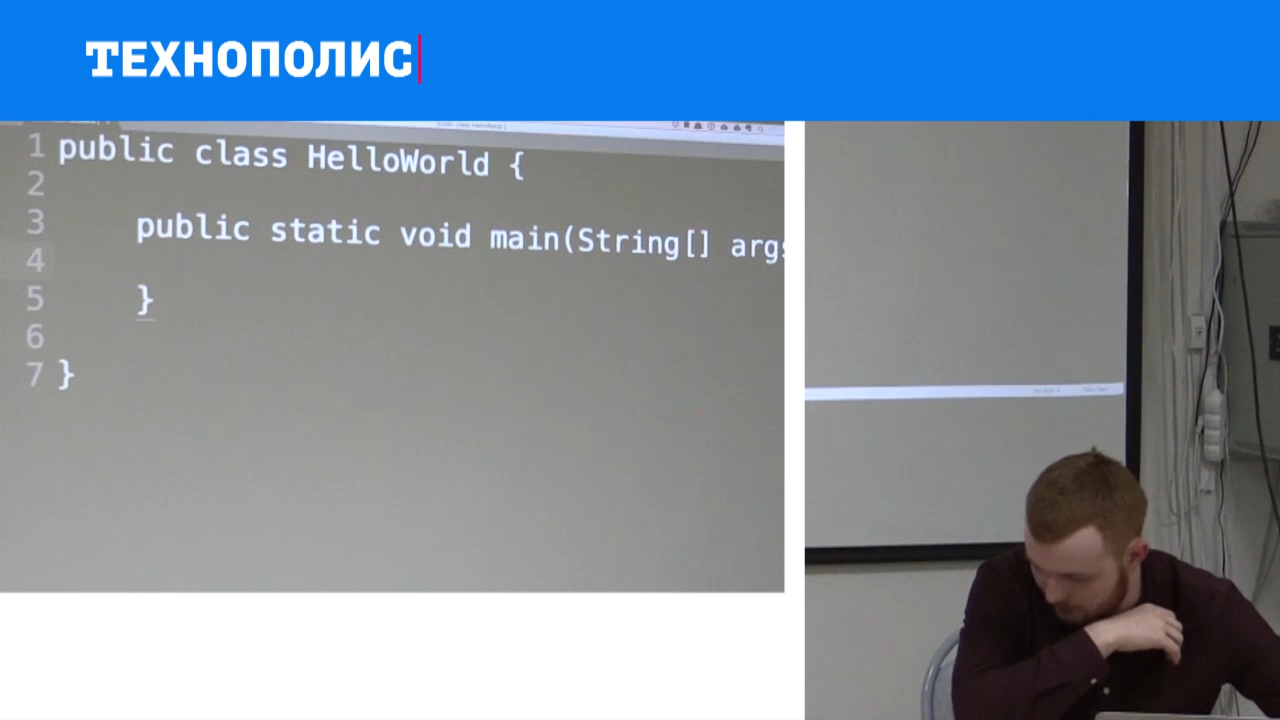 ТЕХНОПОЛИС
1 public class HelloWorld {
2
3 public static void main(String[] args
4
5 }
6
7 }